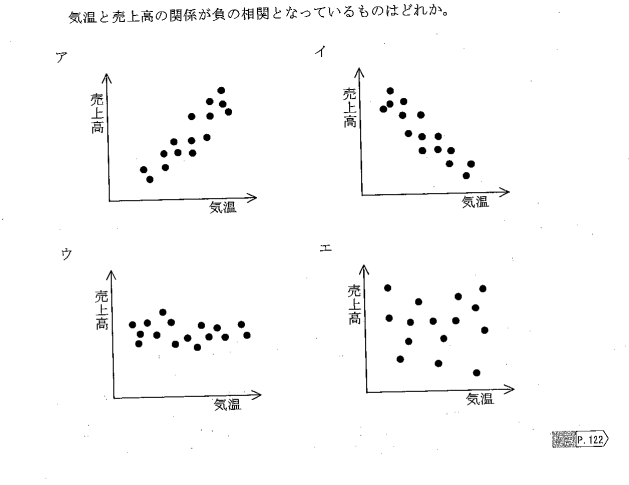 気温と売上高の関係が負の相関となっているものはどれか。
ア
売上高
気温
イ
売上高
気温
ウ
売上高
気温
エ
売上高
気温
P.122